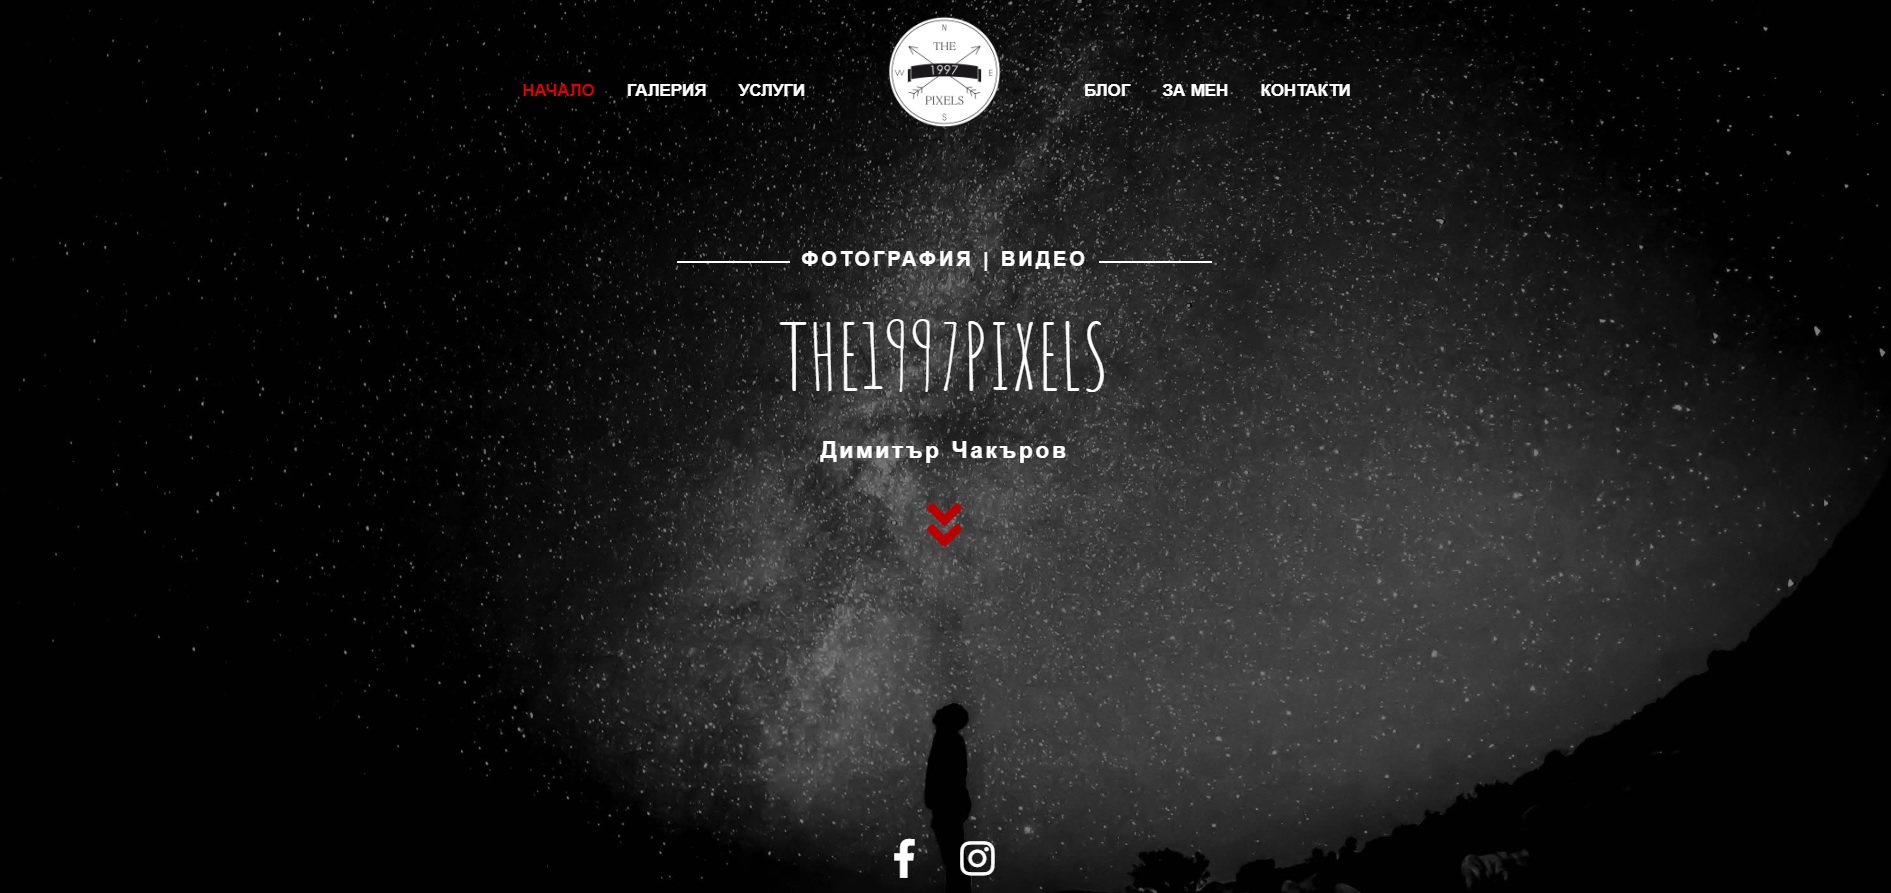 НАЧАЛО ГАЛЕРИЯ УСЛУГИ БЛОГ ЗА МЕН КОНТАКТИ
N
THE
W 1997 E
PIXELS
S
ФОТОГРАФИЯ | ВИДЕО
THE1997PIXELS
Димитър Чакъров